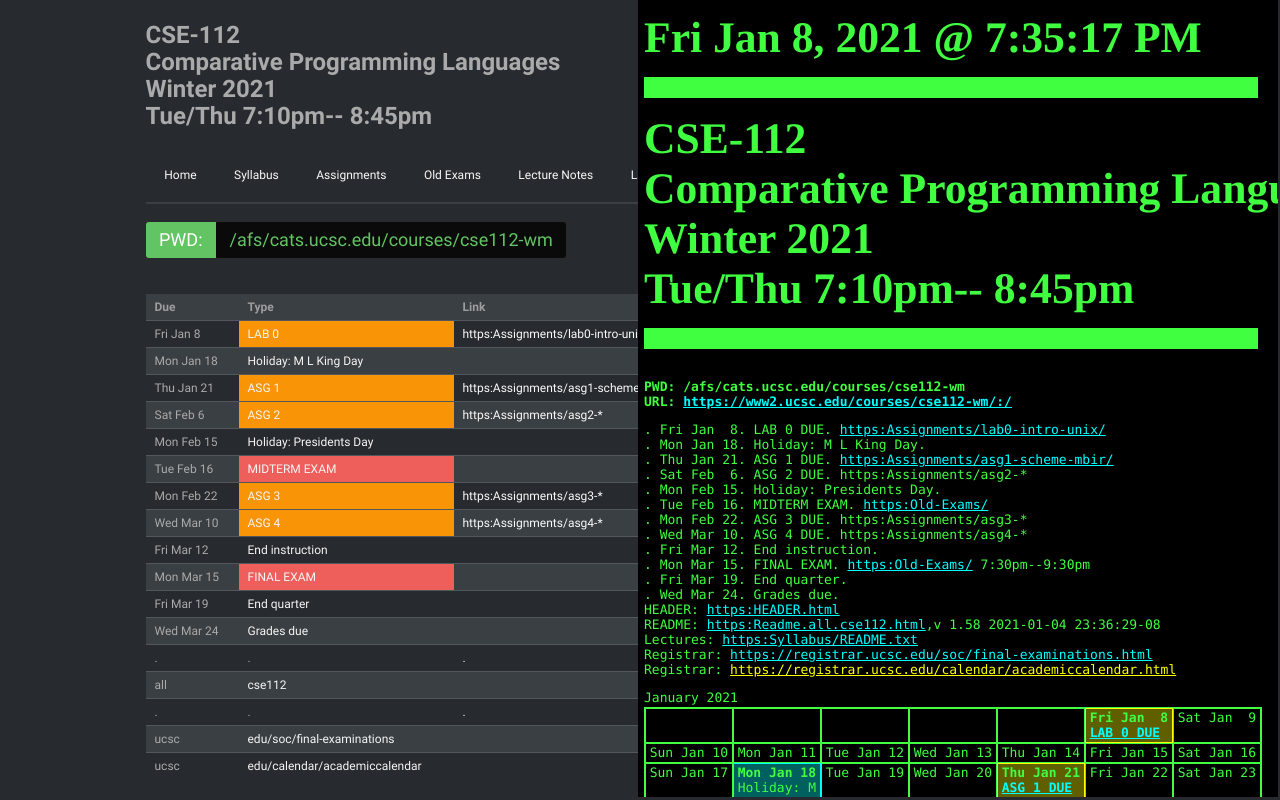 CSE-112
Comparative Programming Languages
Winter 2021
Tue/Thu 7:10pm-- 8:45pm
Home Syllabus Assignments Old Exams Lecture Notes L
PWD: /afs/cats.ucsc.edu/courses/cse112-wm
Due Type Link
Fri Jan 8 LAB 0 https:Assignments/lab0-intro-uni
Mon Jan 18 Holiday: M L King Day
Thu Jan 21 ASG 1 https:Assignments/asg1-scheme
Sat Feb 6 ASG 2 https:Assignments/asg2-*
Mon Feb 15 Holiday: Presidents Day
Tue Feb 16 MIDTERM EXAM
Mon Feb 22 ASG 3 https:Assignments/asg3-*
Wed Mar 10 ASG 4 https:Assignments/asg4-*
Fri Mar 12 End instruction
Mon Mar 15 FINAL EXAM
Fri Mar 19 End quarter
Wed Mar 24 Grades due
. . .
all cse112
. . .
ucsc edu/soc/final-examinations
ucsc edu/calendar/academiccalendar
Fri Jan 8, 2021 @ 7:35:17 PM
CSE-112
Comparative Programming Langu
Winter 2021
Tue/Thu 7:10pm-- 8:45pm
PWD: /afs/cats.ucsc.edu/courses/cse112-wm
URL: https://www2.ucsc.edu/courses/cse112-wm/:/
. Fri Jan  8. LAB 0 DUE. https:Assignments/lab0-intro-unix/
. Mon Jan 18. Holiday: M L King Day.
. Thu Jan 21. ASG 1 DUE. https:Assignments/asg1-scheme-mbir/
. Sat Feb  6. ASG 2 DUE. https:Assignments/asg2-*
. Mon Feb 15. Holiday: Presidents Day.
. Tue Feb 16. MIDTERM EXAM. https:Old-Exams/
. Mon Feb 22. ASG 3 DUE. https:Assignments/asg3-*
. Wed Mar 10. ASG 4 DUE. https:Assignments/asg4-*
. Fri Mar 12. End instruction.
. Mon Mar 15. FINAL EXAM. https:Old-Exams/ 7:30pm--9:30pm
. Fri Mar 19. End quarter.
. Wed Mar 24. Grades due.
HEADER: https:HEADER.html
README: https:Readme.all.cse112.html,v 1.58 2021-01-04 23:36:29-08
Lectures: https:Syllabus/README.txt
Registrar: https://registrar.ucsc.edu/soc/final-examinations.html
Registrar: https://registrar.ucsc.edu/calendar/academiccalendar.html
January 2021
Fri Jan  8 Sat Jan  9
LAB 0 DUE
Sun Jan 10 Mon Jan 11 Tue Jan 12 Wed Jan 13 Thu Jan 14 Fri Jan 15 Sat Jan 16
Sun Jan 17 Mon Jan 18 Tue Jan 19 Wed Jan 20 Thu Jan 21 Fri Jan 22 Sat Jan 23
Holiday: M ASG 1 DUE